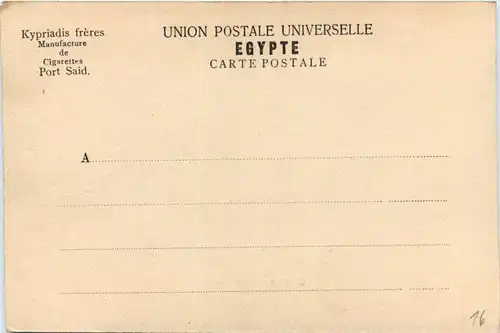 Kypriadis frères
Manufacture
de
Cigarettes
Port Said.
UNION POSTALE UNIVERSELLE
EGYPTE
CARTE POSTALE
A
16